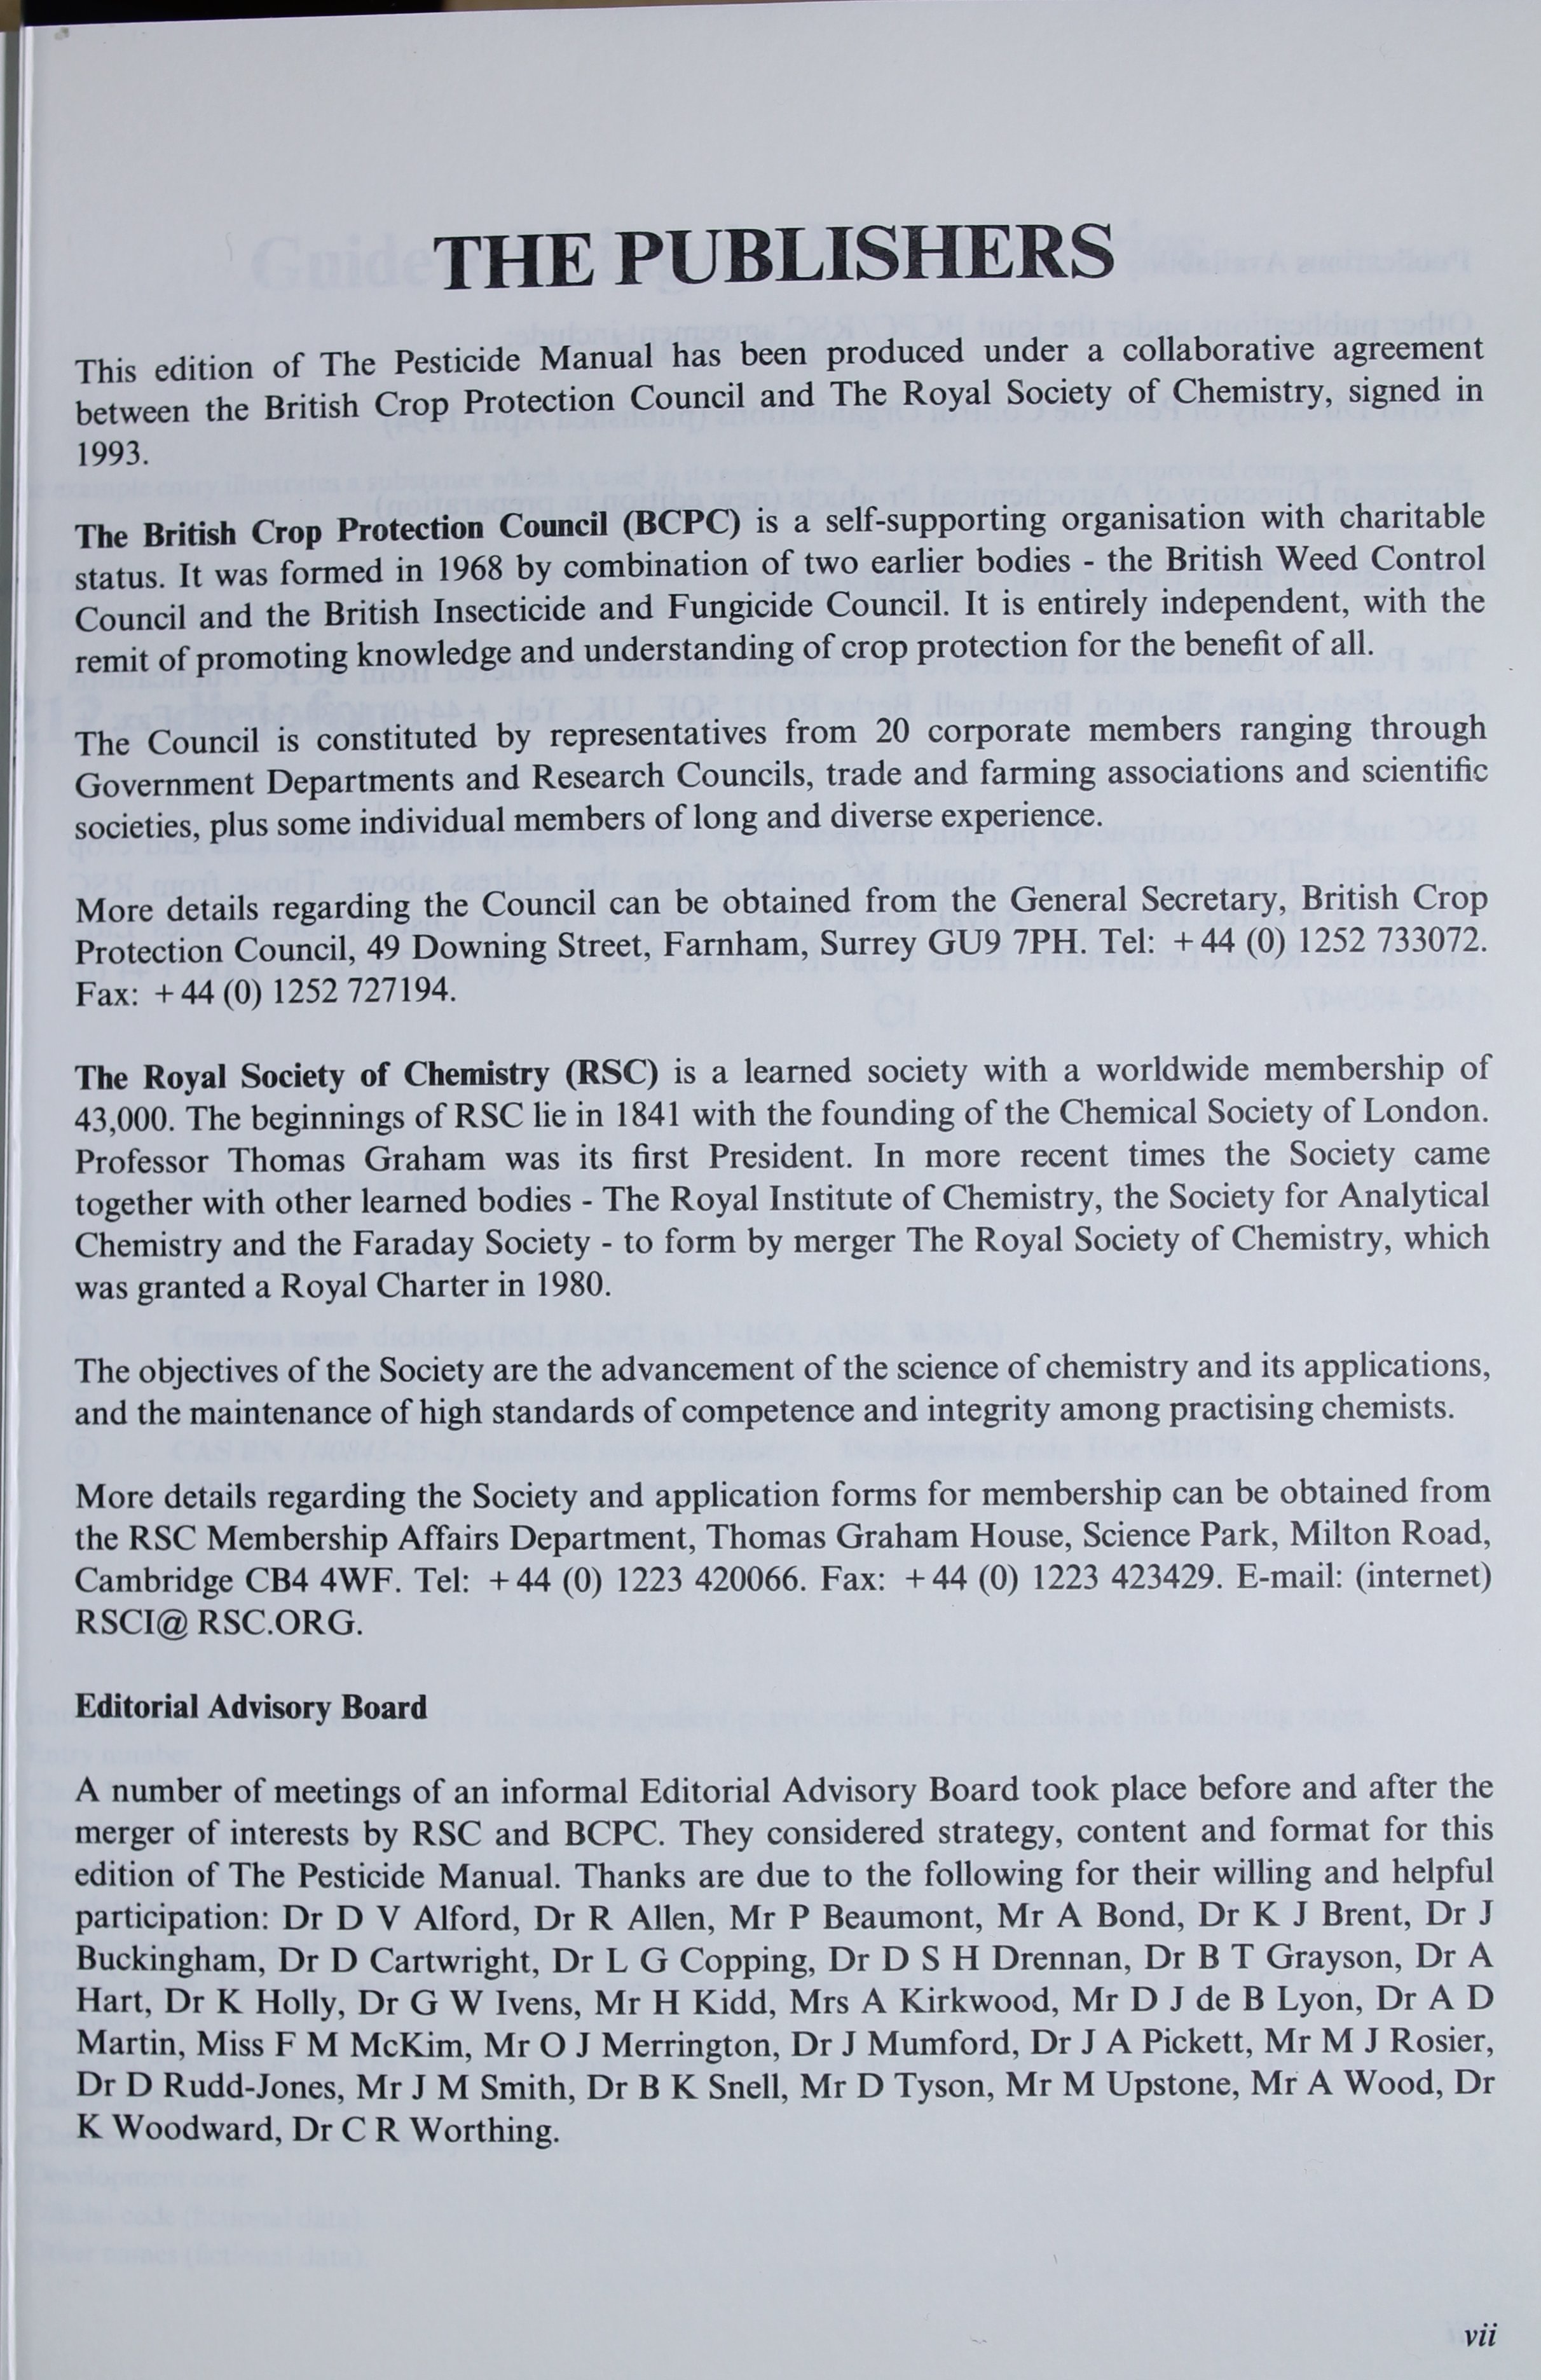 THE PUBLISHERS
This edition of The Pesticide Manual has been produced under a collaborative agreement
between the British Crop Protection Council and The Royal Society of Chemistry, signed in
1993.
The British Crop Protection Council (BCPC) is a self-supporting organisation with charitable
status. It was formed in 1968 by combination of two earlier bodies - the British Weed Control
Council and the British Insecticide and Fungicide Council. It is entirely independent, with the
remit of promoting knowledge and understanding of crop protection for the benefit of all.
The Council is constituted by representatives from 20 corporate members ranging through
Government Departments and Research Councils, trade and farming associations and scientific
societies, plus some individual members of long and diverse experience.
More details regarding the Council can be obtained from the General Secretary, British Crop
Protection Council, 49 Downing Street, Farnham, Surrey GU9 7PH. Tel: +44 (0) 1252 733072.
Fax: +44 (0) 1252 727194.
The Royal Society of Chemistry (RSC) is a learned society with a worldwide membership of
43,000. The beginnings of RSC lie in 1841 with the founding of the Chemical Society of London.
Professor Thomas Graham was its first President. In more recent times the Society came
together with other learned bodies - The Royal Institute of Chemistry, the Society for Analytical
Chemistry and the Faraday Society - to form by merger The Royal Society of Chemistry, which
was granted a Royal Charter in 1980.
The objectives of the Society are the advancement of the science of chemistry and its applications,
and the maintenance of high standards of competence and integrity among practising chemists.
More details regarding the Society and application forms for membership can be obtained from
the RSC Membership Affairs Department, Thomas Graham House, Science Park, Milton Road,
Cambridge CB4 4WF. Tel: +44 (0) 1223 420066. Fax: +44 (0) 1223 423429. E-mail: (internet)
RSCI@ RSC.ORG.
Editorial Advisory Board
A number of meetings of an informal Editorial Advisory Board took place before and after the
merger of interests by RSC and BCPC. They considered strategy, content and format for this
edition of The Pesticide Manual. Thanks are due to the following for their willing and helpful
participation: Dr D V Alford, Dr R Allen, Mr P Beaumont, Mr A Bond, Dr K J Brent, Dr J
Buckingham, Dr D Cartwright, Dr L G Copping, Dr D S H Drennan, Dr B T Grayson, Dr A
Hart, Dr K Holly, Dr G W Ivens, Mr H Kidd, Mrs A Kirkwood, Mr D J de B Lyon, Dr A D
Martin, Miss F M McKim, Mr O J Merrington, Dr J Mumford, Dr J A Pickett, Mr M J Rosier,
Dr D Rudd-Jones, Mr J M Smith, Dr B K Snell, Mr D Tyson, Mr M Upstone, Mr A Wood, Dr
K Woodward, Dr C R Worthing.
vii